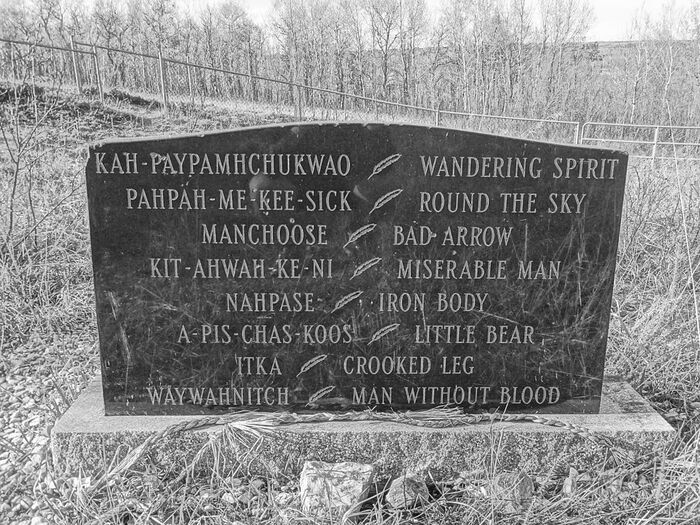 KAH-PAYPAMHCHUKWAO WANDERING SPIRIT
PAHPAH-ME-KEE-SICK ROUND THE SKY
MANCHOOSE BAD ARROW
KIT-AHWAH-KE-NI MISERABLE MAN
NAHPASE IRON BODY
A-PIS-CHAS-KOOS LITTLE BEAR
ITKA CROOKED LEG
WAYWAHNITCH MAN WITHOUT BLOOD